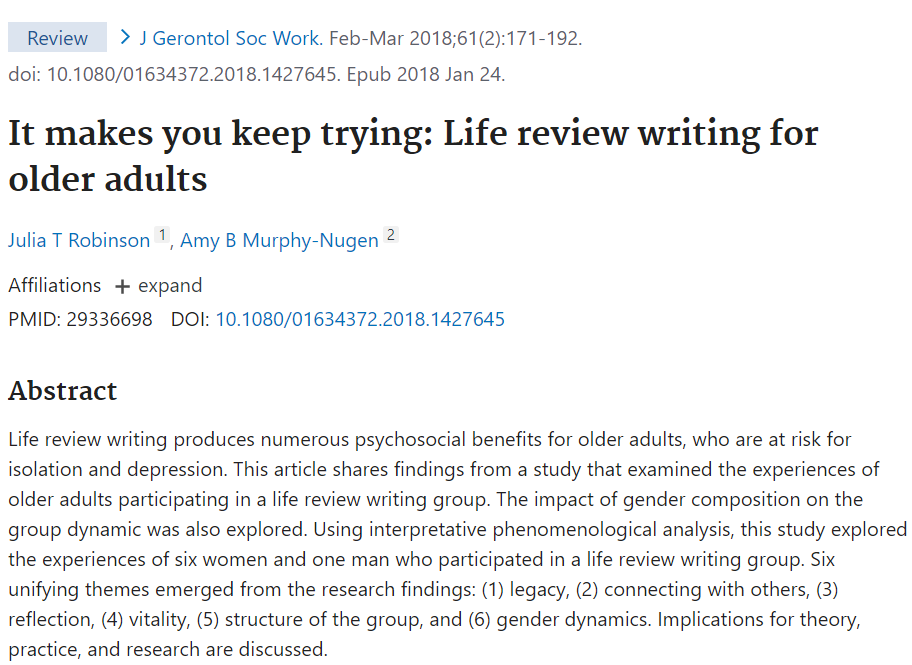 Review > J Gerontol Soc Work. Feb-Mar 2018;61(2):171-192.
doi: 10.1080/01634372.2018.1427645. Epub 2018 Jan 24.
It makes you keep trying: Life review writing for
older adults
Julia T Robinson 1, Amy B Murphy-Nugen 2
Affiliations + expand
PMID: 29336698 DOI: 10.1080/01634372.2018.1427645
Abstract
Life review writing produces numerous psychosocial benefits for older adults, who are at risk for
isolation and depression. This article shares findings from a study that examined the experiences of
older adults participating in a life review writing group. The impact of gender composition on the
group dynamic was also explored. Using interpretative phenomenological analysis, this study explored
the experiences of six women and one man who participated in a life review writing group. Six
unifying themes emerged from the research findings: (1) legacy, (2) connecting with others, (3)
reflection, (4) vitality, (5) structure of the group, and (6) gender dynamics. Implications for theory,
practice, and research are discussed.